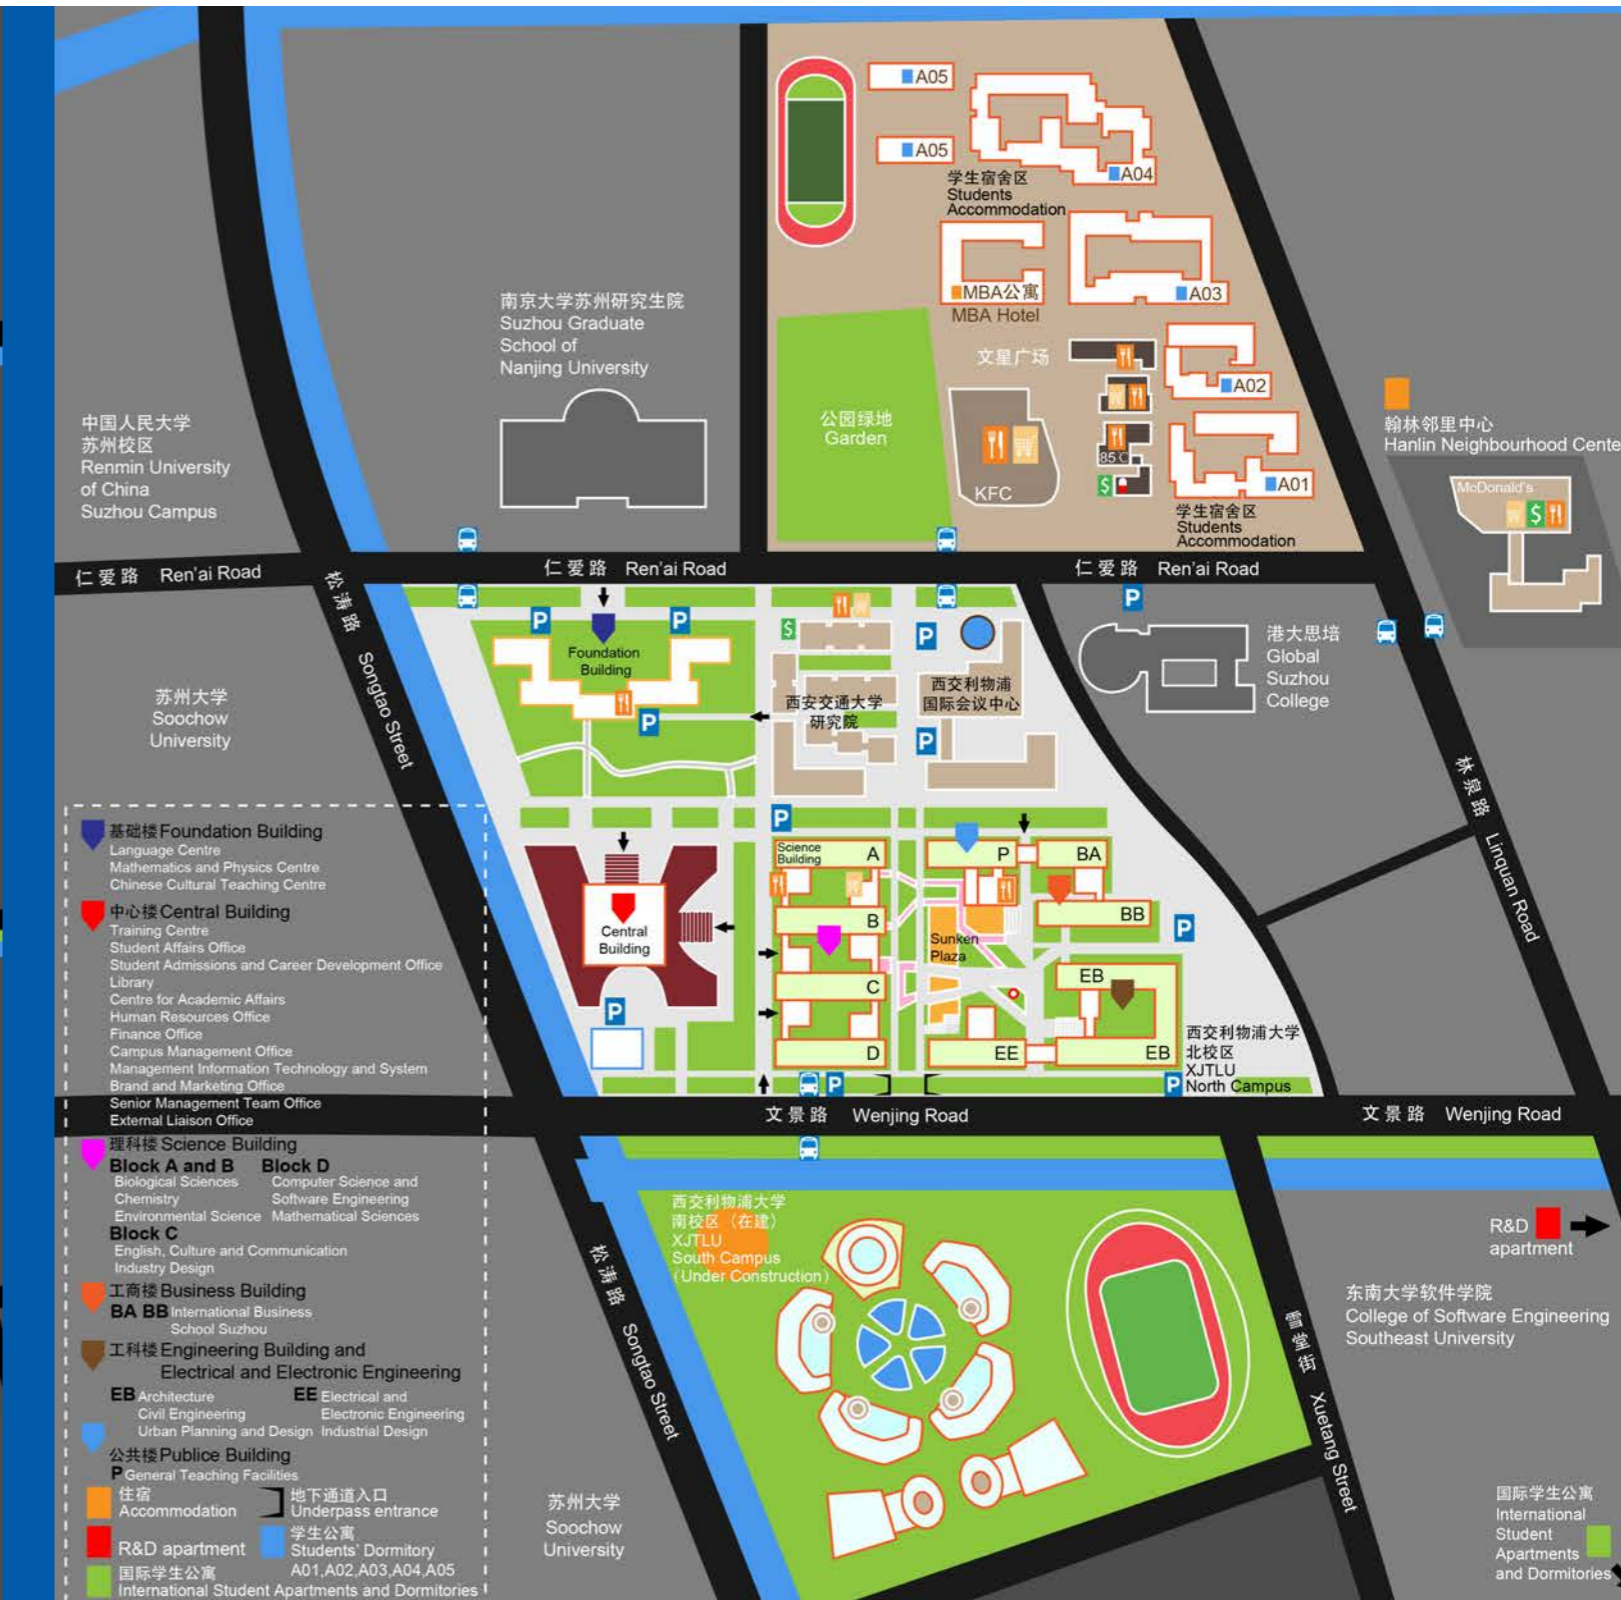 A05
A05
A04
学生宿舍区
Students
Accommodation
MBA公寓
MBA Hotel
A03
南京大学苏州研究生院
Suzhou Graduate
School of
Nanjing University
文星广场
A02
中国人民大学
苏州校区
Renmin University
of China
Suzhou Campus
公园绿地
Garden
KFC
85 C
$
A01
学生宿舍区
Students
Accommodation
翰林邻里中心
Hanlin Neighbourhood Cente
McDonald's
$
仁爱路 Ren'ai Road
仁爱路 Ren'ai Road
仁爱路 Ren'ai Road
松涛路 Songtao Street
P
P
P
P
$
P
P
Foundation
Building
西安交通大学
研究院
西交利物浦
国际会议中心
港大思培
Global
Suzhou
College
苏州大学
Soochow
University
林泉路 Linquan Road
P
Science
Building
A
B
C
D
P
BA
BB
P
Sunken
Plaza
EB
EE
EB
Central
Building
P
P
P
西交利物浦大学
北校区
XJTLU
North Campus
文景路 Wenjing Road
文景路 Wenjing Road
基础楼Foundation Building
Language Centre
Mathematics and Physics Centre
Chinese Cultural Teaching Centre
中心楼Central Building
Training Centre
Student Affairs Office
Student Admissions and Career Development Office
Library
Centre for Academic Affairs
Human Resources Office
Finance Office
Campus Management Office
Management Information Technology and System
Brand and Marketing Office
Senior Management Team Office
External Liaison Office
理科楼Science Building
Block A and B Block D
Biological Sciences Computer Science and
Chemistry Software Engineering
Environmental Science Mathematical Sciences
Block C
English, Culture and Communication
Industry Design
工商楼Business Building
BA BB International Business
School Suzhou
工科楼Engineering Building and
Electrical and Electronic Engineering
EB Architecture EE Electrical and
Civil Engineering Electronic Engineering
Urban Planning and Design Industrial Design
公共楼Publice Building
P General Teaching Facilities
住宿
Accommodation
地下通道入口
Underpass entrance
R&D apartment
学生公寓
Students' Dormitory
A01,A02,A03,A04,A05
国际学生公寓
International Student Apartments and Dormitories
西交利物浦大学
南校区（在建）
XJTLU
South Campus
(Under Construction)
松涛路 Songtao Street
苏州大学
Soochow
University
R&D
apartment
东南大学软件学院
College of Software Engineering
Southeast University
Xuetang Street
国际学生公寓
International
Student
Apartments
and Dormitories